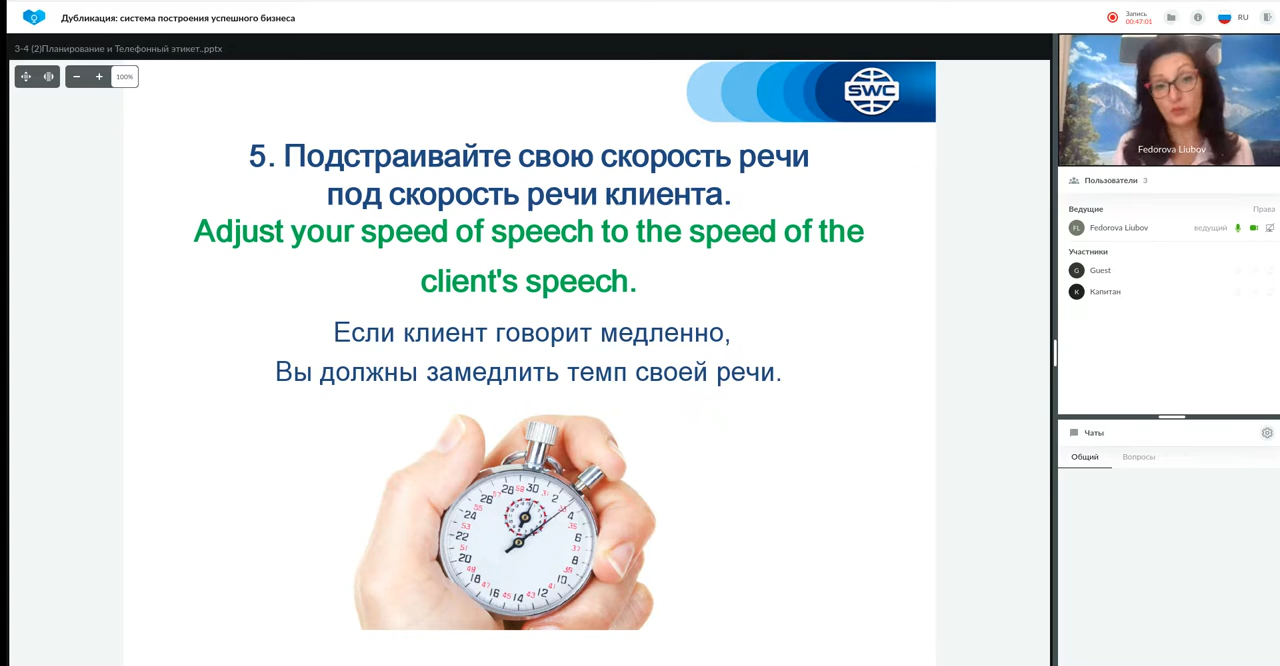 Дубликация: система построения успешного бизнеса
Запись
00:47:01
RU
3-4 (2)Планирование и Телефонный этикет..pptx
100%
SWC
5. Подстраивайте свою скорость речи
под скорость речи клиента.
Adjust your speed of speech to the speed of the
client's speech.
Если клиент говорит медленно,
Вы должны замедлить темп своей речи.
Fedorova Liubov
Пользователи 3
Ведущие Права
FL Fedorova Liubov ведущий
Участники
G Guest
К Капитан
Чаты
Общий Вопросы